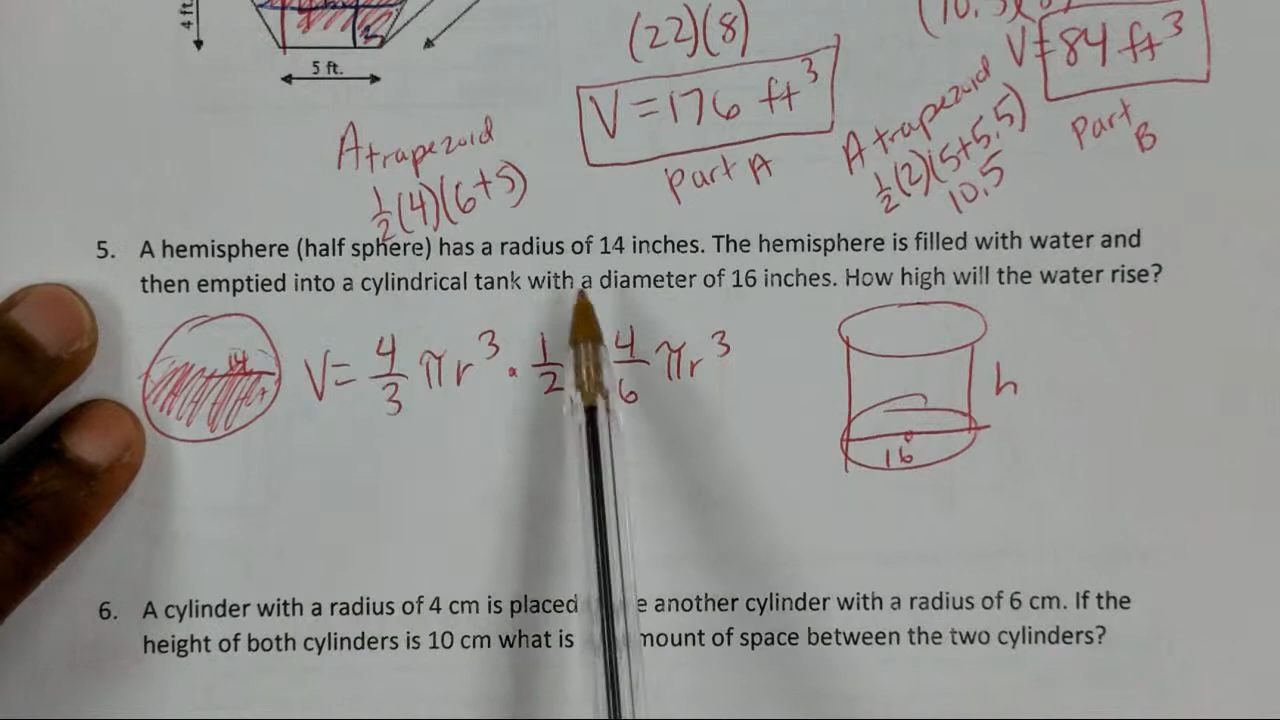 4 ft
5 ft.
(22)(8)
V=176 ft³
Part A
V=84 ft³
Part B
A trapezoid
½(4)(6+5)
A trapezoid
½(2)(5+5.5)
10.5
5. A hemisphere (half sphere) has a radius of 14 inches. The hemisphere is filled with water and
then emptied into a cylindrical tank with a diameter of 16 inches. How high will the water rise?
14
V= 4/3 πr³ · 1/2 4/6 πr³
h
16
6. A cylinder with a radius of 4 cm is placed e another cylinder with a radius of 6 cm. If the
height of both cylinders is 10 cm what is mount of space between the two cylinders?